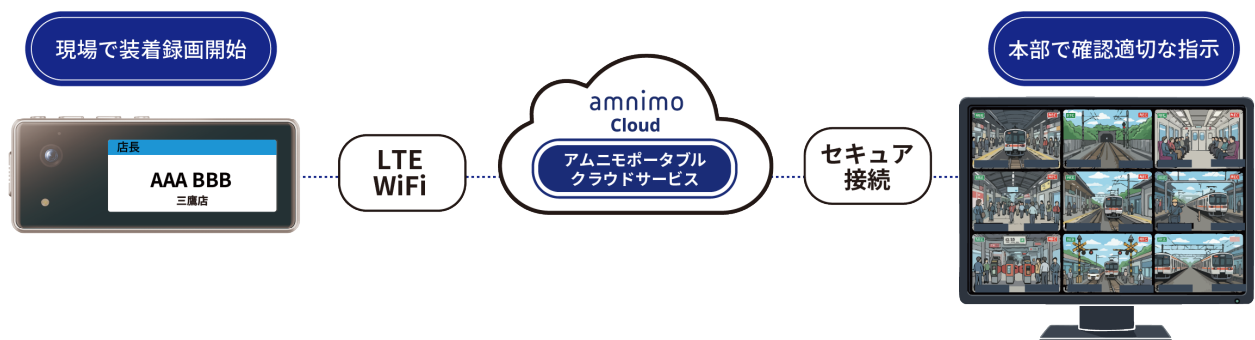 現場で装着録画開始
店長
AAA BBB
三鷹店
LTE
WiFi
amnimo
Cloud
アムニモポータブル
クラウドサービス
セキュア
接続
本部で確認適切な指示